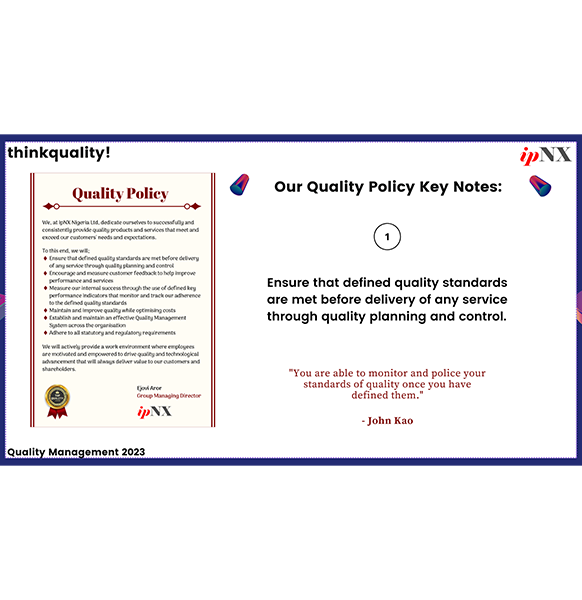 thinkquality!
ipNX
Quality Policy
We, at ipNX Nigeria Ltd, dedicate ourselves to successfully and
consistently provide quality products and services that meet and
exceed our customers' needs and expectations.
To this end, we will;
Ensure that defined quality standards are met before delivery
of any service through quality planning and control
Encourage and measure customer feedback to help improve
performance and services
Measure our internal success through the use of defined key
performance indicators that monitor and track our adherence
to the defined quality standards
Maintain and improve quality while optimising costs
Establish and maintain an effective Quality Management
System across the organisation
Adhere to all statutory and regulatory requirements
We will actively provide a work environment where employees
are motivated and empowered to drive quality and technological
advancement that will always deliver value to our customers and
shareholders.
Ejovi Aror
Group Managing Director
ipNX
Our Quality Policy Key Notes:
1
Ensure that defined quality standards
are met before delivery of any service
through quality planning and control.
"You are able to monitor and police your
standards of quality once you have
defined them."
- John Kao
Quality Management 2023